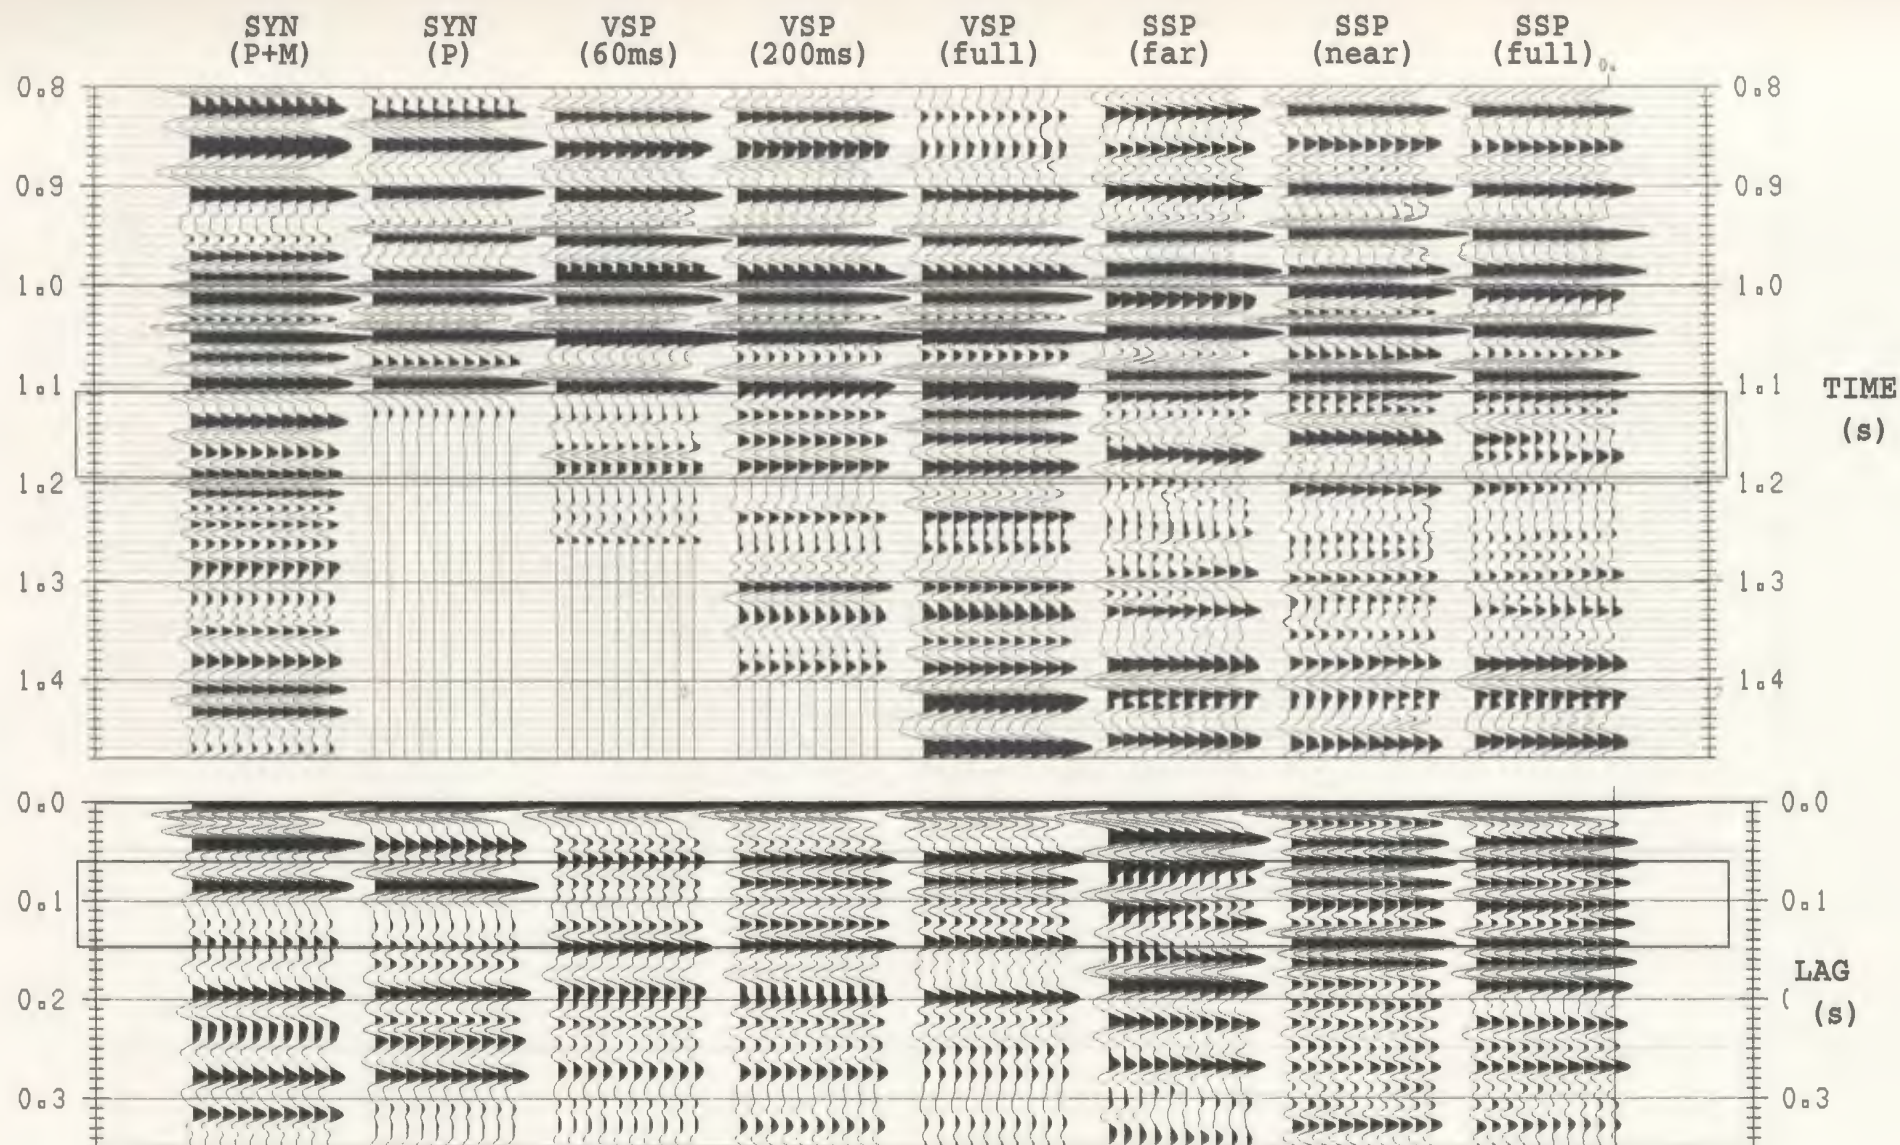 SYN SYN VSP VSP VSP SSP SSP SSP
(P+M) (P) (60ms) (200ms) (full) (far) (near) (full)
0.8 0.8
0.9 0.9
1.0 1.0
1.1 1.1
TIME
(s)
1.2 1.2
1.3 1.3
1.4 1.4
0.0 0.0
0.1 0.1
LAG
0.2
(s)
0.3 0.3